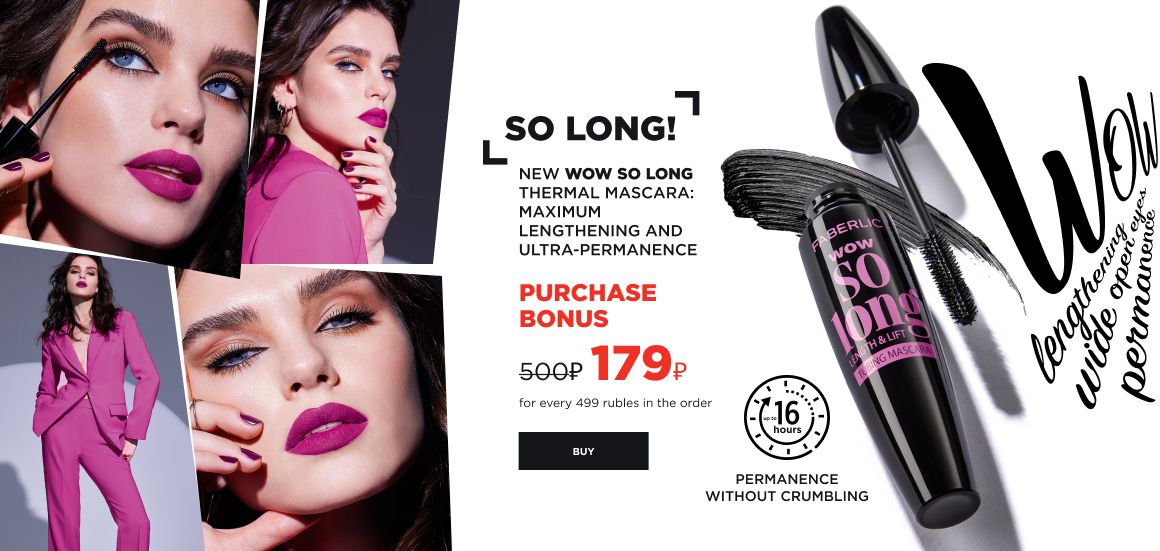 SO LONG!
NEW WOW SO LONG
THERMAL MASCARA:
MAXIMUM
LENGTHENING AND
ULTRA-PERMANENCE
PURCHASE
BONUS
500₽ 179₽
for every 499 rubles in the order
BUY
FABERLIC
WOW
SO
long
LENGTH & LIFT
TUBING MASCARA
up to 16
hours
PERMANENCE
WITHOUT CRUMBLING
WOW
lengthening
wide open eyes
permanence